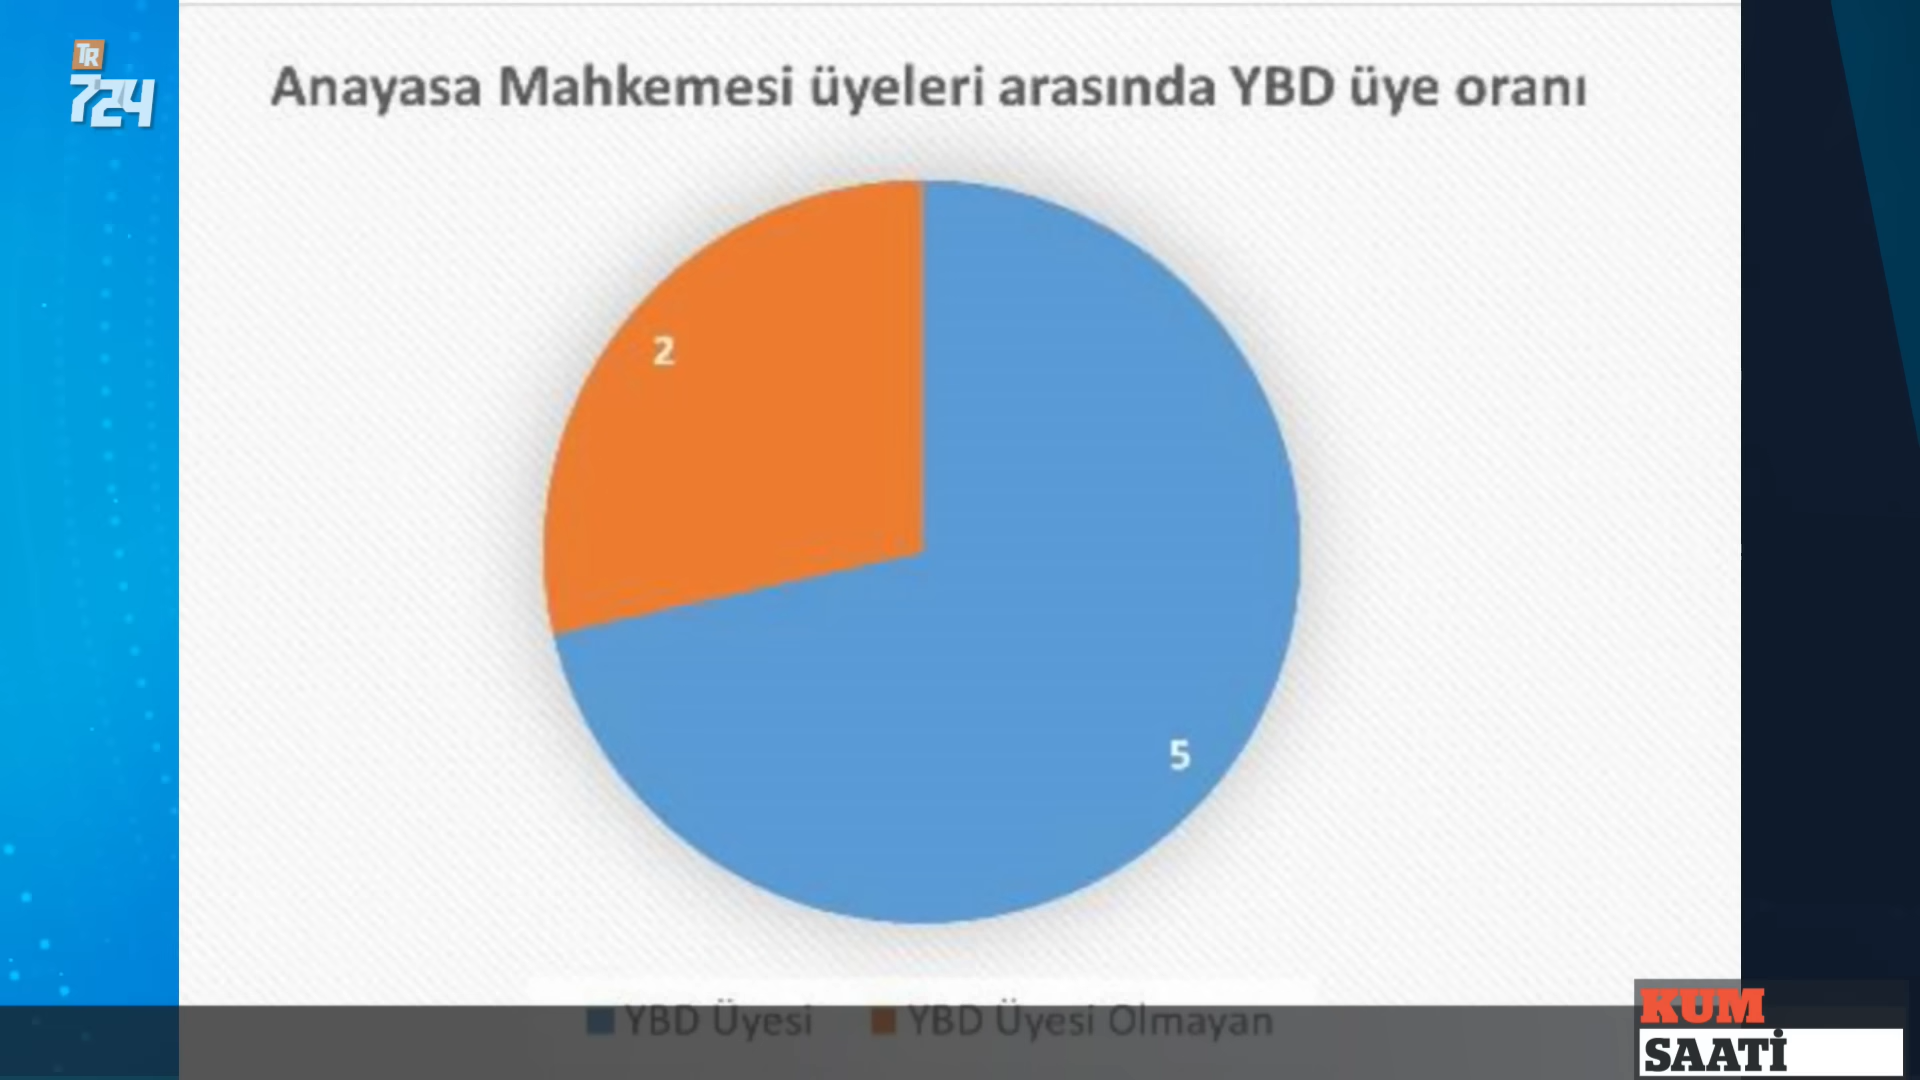 TR
724
Anayasa Mahkemesi üyeleri arasında YBD üye oranı
2
5
YBD Üyesi
YBD Üyesi Olmayan
KUM
SAATİ